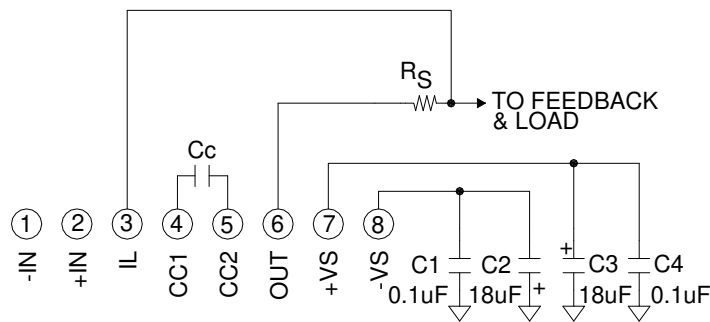 RS
TO FEEDBACK
& LOAD
Cc
1 2 3 4 5 6 7 8
-IN +IN IL CC1 CC2 OUT +VS -VS
C1 C2 + C3 C4
0.1uF 18uF + 18uF 0.1uF